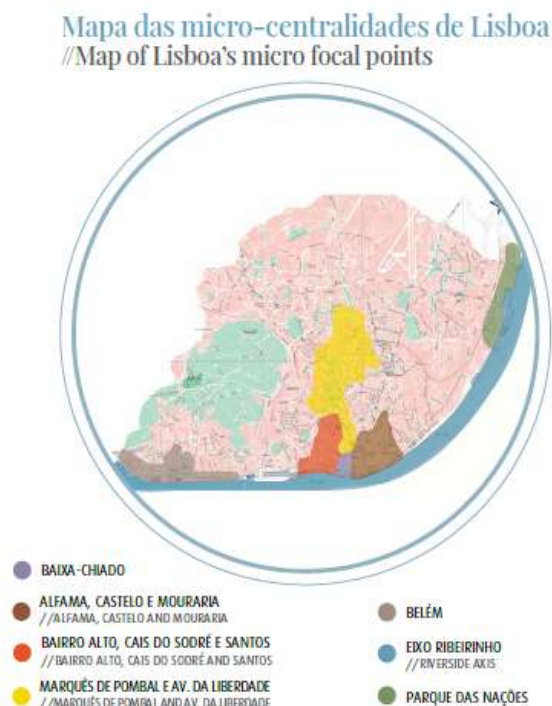 Mapa das micro-centralidades de Lisboa
//Map of Lisboa's micro focal points
BAIXA-CHIADO
ALFAMA, CASTELO E MOURARIA
//ALFAMA, CASTELO AND MOURARIA
BAIRRO ALTO, CAIS DO SODRÉ E SANTOS
//BAIRRO ALTO, CAIS DO SODRÉ AND SANTOS
MARQUÊS DE POMBAL E AV. DA LIBERDADE
//MARQUÊS DE POMBAL AND AV. DA LIBERDADE
BELÉM
EIXO RIBEIRINHO
//RIVERSIDE AXIS
PARQUE DAS NAÇÕES